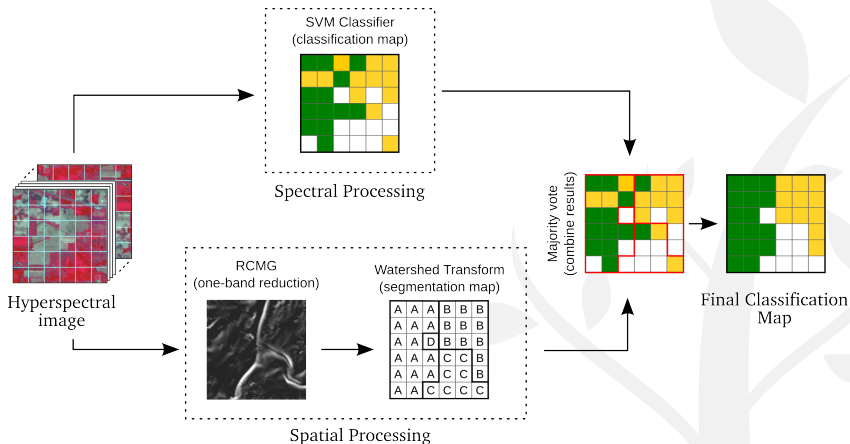 SVM Classifier
(classification map)
Spectral Processing
Hyperspectral
image
RCMG
(one-band reduction)
Watershed Transform
(segmentation map)
A A A B B B
A A A B B B
A A D B B B
A A A C C B
A A A C C B
A A C C C C
Spatial Processing
Majority vote
(combine results)
Final Classification
Map